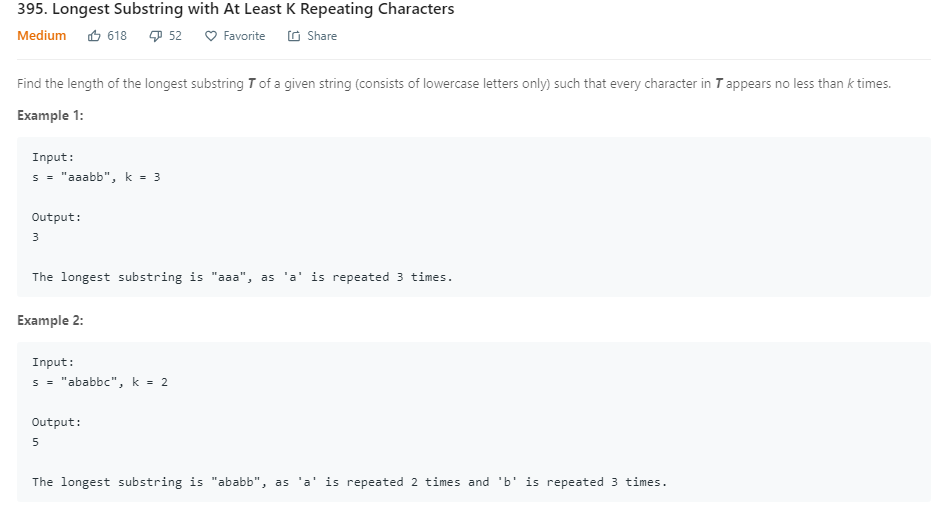 395. Longest Substring with At Least K Repeating Characters
Medium 618 52 Favorite Share
Find the length of the longest substring T of a given string (consists of lowercase letters only) such that every character in T appears no less than k times.
Example 1:
Input:
s = "aaabb", k = 3
Output:
3
The longest substring is "aaa", as 'a' is repeated 3 times.
Example 2:
Input:
s = "ababbc", k = 2
Output:
5
The longest substring is "ababb", as 'a' is repeated 2 times and 'b' is repeated 3 times.